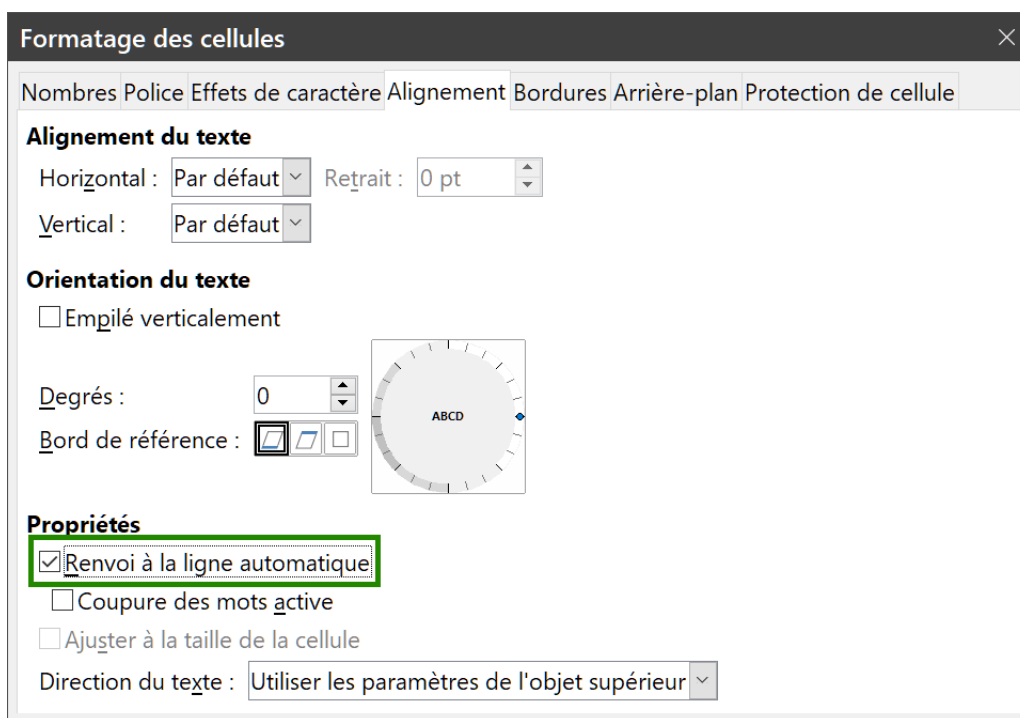 Formatage des cellules
Nombres Police Effets de caractère Alignement Bordures Arrière-plan Protection de cellule
Alignement du texte
Horizontal : Par défaut Retrait : 0 pt
Vertical : Par défaut
Orientation du texte
Empilé verticalement
Degrés : 0
ABCD
Bord de référence :
Propriétés
Renvoi à la ligne automatique
Coupure des mots active
Ajuster à la taille de la cellule
Direction du texte : Utiliser les paramètres de l'objet supérieur